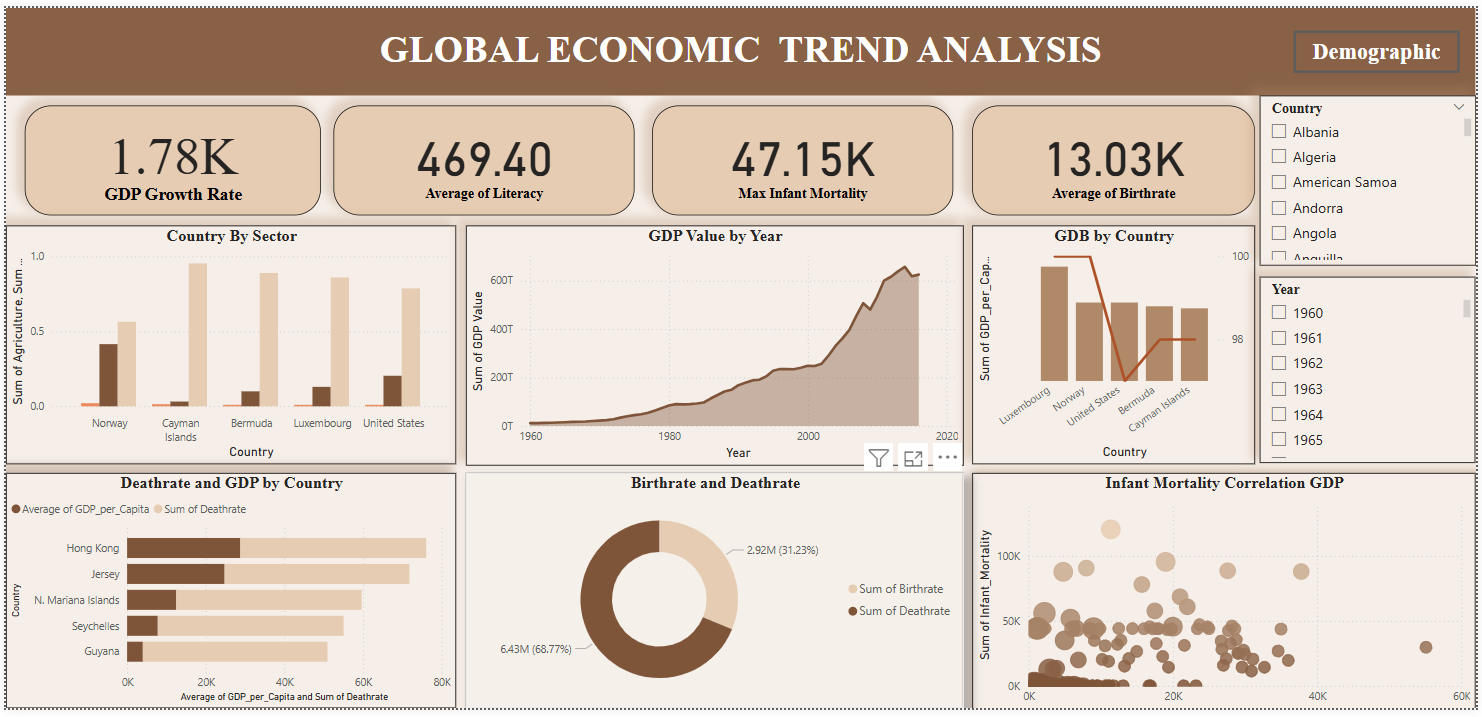 GLOBAL ECONOMIC TREND ANALYSIS
Demographic
1.78K
GDP Growth Rate
469.40
Average of Literacy
47.15K
Max Infant Mortality
13.03K
Average of Birthrate
Country
Albania
Algeria
American Samoa
Andorra
Angola
Anguilla
Year
1960
1961
1962
1963
1964
1965
Country By Sector
Sum of Agriculture, Sum ...
1.0
0.5
0.0
Norway
Cayman
Islands
Bermuda
Luxembourg
United States
Country
GDP Value by Year
Sum of GDP Value
600T
400T
200T
0T
1960
1980
2000
2020
Year
GDB by Country
Sum of GDP_per_Cap...
100
98
Luxembourg
Norway
United States
Bermuda
Cayman Islands
Country
Deathrate and GDP by Country
Average of GDP_per_Capita
Sum of Deathrate
Country
Hong Kong
Jersey
N. Mariana Islands
Seychelles
Guyana
0K
20K
40K
60K
80K
Average of GDP_per_Capita and Sum of Deathrate
Birthrate and Deathrate
2.92M (31.23%)
6.43M (68.77%)
Sum of Birthrate
Sum of Deathrate
Infant Mortality Correlation GDP
Sum of Infant_Mortality
100K
50K
0K
0K
20K
40K
60K